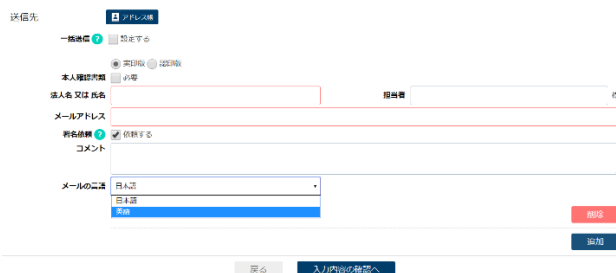 送信先
アドレス帳
一括送信 ? 設定する
実印版 認印版
本人確認書類 必要
法人名 又は 氏名
担当者
メールアドレス
署名依頼 ? 依頼する
コメント
メールの言語 日本語
日本語
英語
削除
追加
戻る
入力内容の確認へ